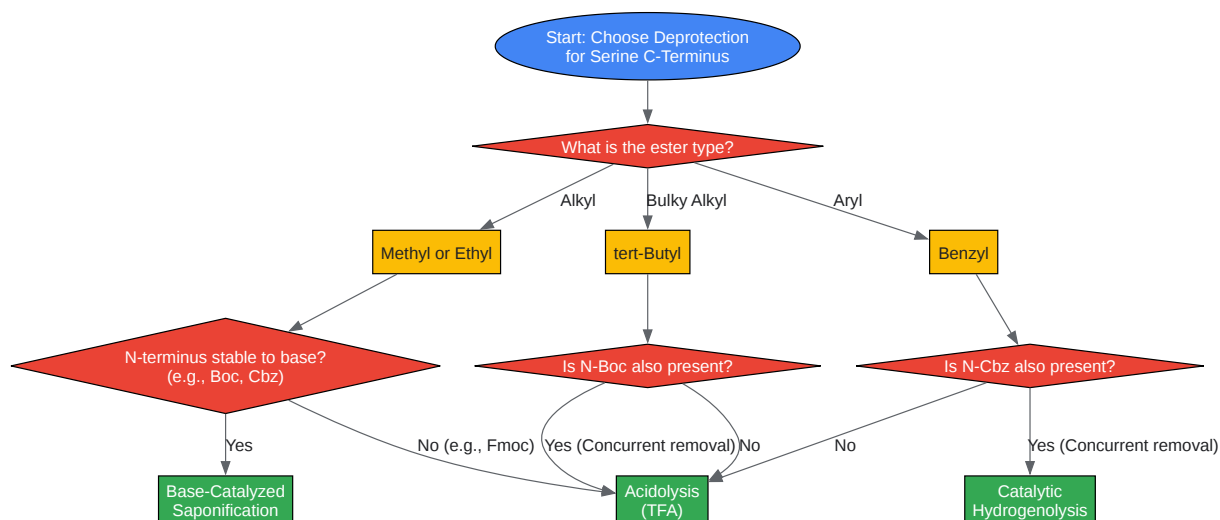 Start: Choose Deprotection
for Serine C-Terminus
What is the ester type?
Alkyl
Bulky Alkyl
Aryl
Methyl or Ethyl
tert-Butyl
Benzyl
N-terminus stable to base?
(e.g., Boc, Cbz)
Is N-Boc also present?
Is N-Cbz also present?
Yes
No (e.g., Fmoc)
Yes (Concurrent removal)
No
No
Yes (Concurrent removal)
Base-Catalyzed
Saponification
Acidolysis
(TFA)
Catalytic
Hydrogenolysis